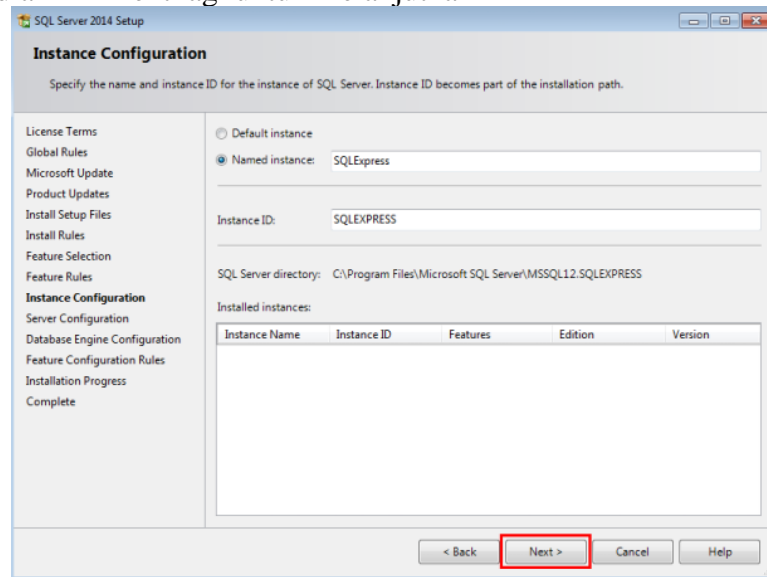 SQL Server 2014 Setup
Instance Configuration
Specify the name and instance ID for the instance of SQL Server. Instance ID becomes part of the installation path.
License Terms
Global Rules
Microsoft Update
Product Updates
Install Setup Files
Install Rules
Feature Selection
Feature Rules
Instance Configuration
Server Configuration
Database Engine Configuration
Feature Configuration Rules
Installation Progress
Complete
Default instance
Named instance: SQLExpress
Instance ID: SQLEXPRESS
SQL Server directory: C:\Program Files\Microsoft SQL Server\MSSQL12.SQLEXPRESS
Installed instances:
Instance Name Instance ID Features Edition Version
< Back Next > Cancel Help